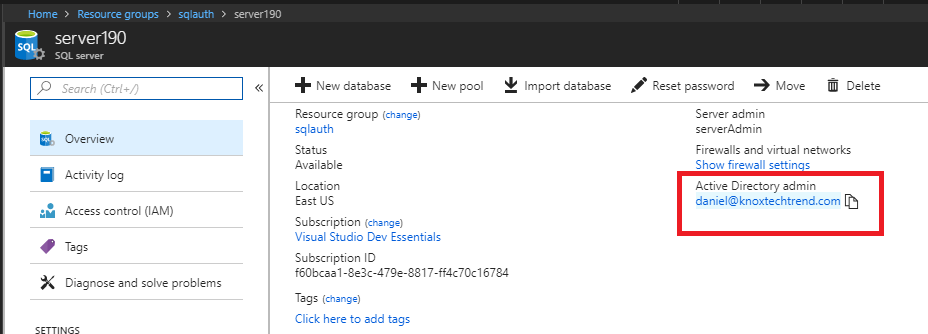 Home > Resource groups > sqlauth > server190
server190
SQL server
SQL
Search (Ctrl+/)
«
Overview
Activity log
Access control (IAM)
Tags
Diagnose and solve problems
SETTINGS
New database
New pool
Import database
Reset password
Move
Delete
Resource group (change)
sqlauth
Status
Available
Location
East US
Subscription (change)
Visual Studio Dev Essentials
Subscription ID
f60bcaa1-8e3c-479e-8817-ff4c70c16784
Tags (change)
Click here to add tags
Server admin
serverAdmin
Firewalls and virtual networks
Show firewall settings
Active Directory admin
daniel@knoxtechtrend.com